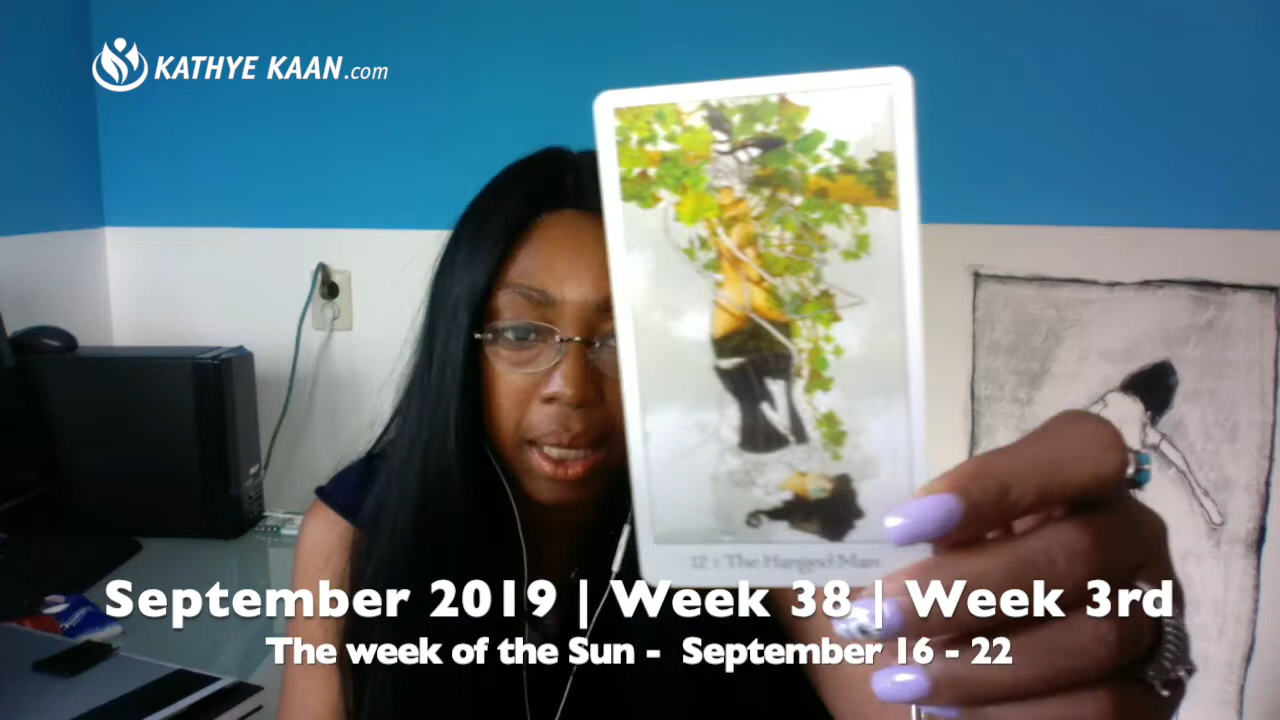 KATHYE KAAN.com
12 : The Hanged Man
September 2019 | Week 38 | Week 3rd
The week of the Sun - September 16 - 22